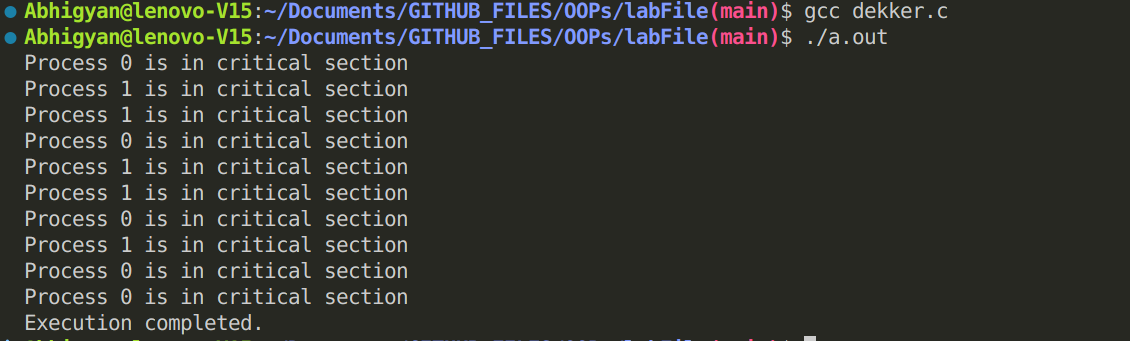 Abhigyan@lenovo-V15:~/Documents/GITHUB_FILES/OOPs/labFile(main)$ gcc dekker.c
Abhigyan@lenovo-V15:~/Documents/GITHUB_FILES/OOPs/labFile(main)$ ./a.out
Process 0 is in critical section
Process 1 is in critical section
Process 1 is in critical section
Process 0 is in critical section
Process 1 is in critical section
Process 1 is in critical section
Process 0 is in critical section
Process 1 is in critical section
Process 0 is in critical section
Process 0 is in critical section
Execution completed.